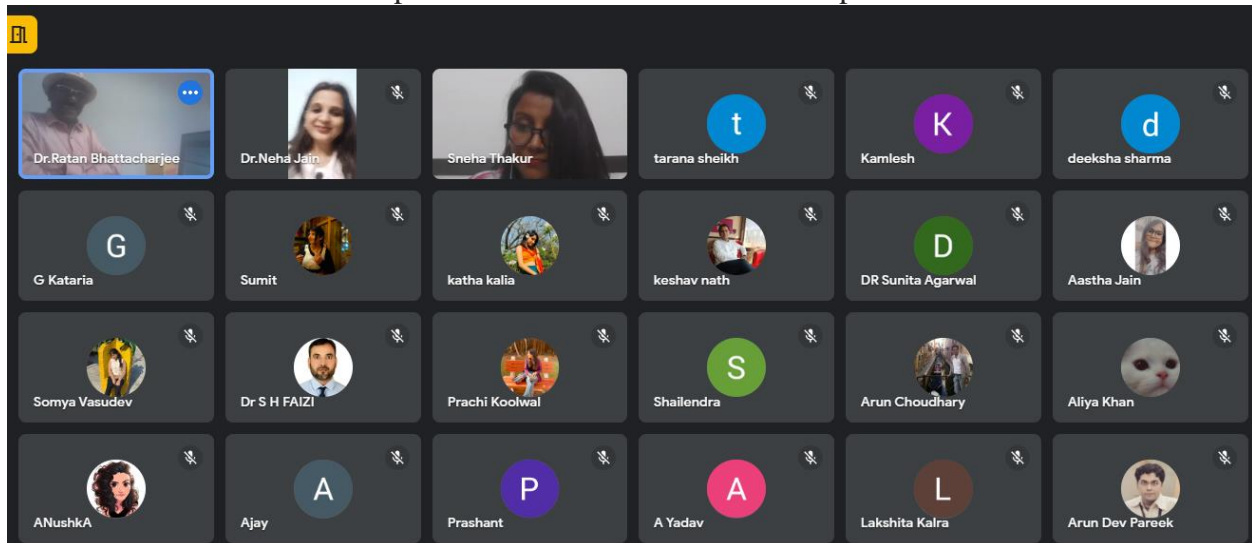 Dr.Ratan Bhattacharjee
Dr.Neha Jain
Sneha Thakur
t
tarana sheikh
K
Kamlesh
d
deeksha sharma
G
G Kataria
Sumit
katha kalia
keshav nath
D
DR Sunita Agarwal
Aastha Jain
Somya Vasudev
Dr S H FAIZI
Prachi Koolwal
S
Shailendra
Arun Choudhary
Aliya Khan
ANushkA
A
Ajay
P
Prashant
A
A Yadav
L
Lakshita Kalra
Arun Dev Pareek